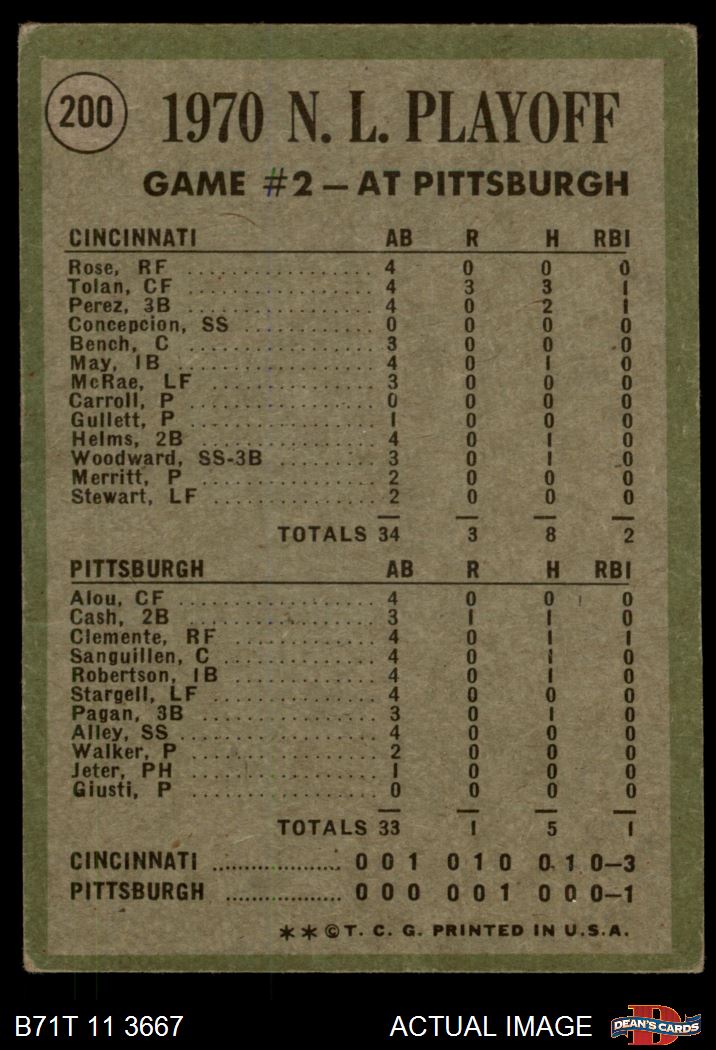 200
1970 N. L. PLAYOFF
GAME #2 – AT PITTSBURGH
CINCINNATI AB R H RBI
Rose, RF .................. 4 0 0 0
Tolan, CF .................. 4 3 3 1
Perez, 3B .................. 4 0 2 1
Concepcion, SS .............. 0 0 0 0
Bench, C .................. 3 0 0 0
May, 1B .................. 4 0 1 0
McRae, LF ................ 3 0 0 0
Carroll, P .................. 0 0 0 0
Gullett, P .................. 1 0 0 0
Helms, 2B .................. 4 0 1 0
Woodward, SS-3B .......... 3 0 1 0
Merritt, P .................. 2 0 0 0
Stewart, LF ................ 2 0 0 0
TOTALS 34 3 8 2
PITTSBURGH AB R H RBI
Alou, CF .................. 4 0 0 0
Cash, 2B .................. 3 1 1 0
Clemente, RF .............. 4 0 1 1
Sanguillen, C .............. 4 0 1 0
Robertson, 1B .............. 4 0 1 0
Stargell, LF ................ 4 0 0 0
Pagan, 3B ................ 3 0 1 0
Alley, SS .................. 4 0 0 0
Walker, P .................. 2 0 0 0
Jeter, PH .................. 1 0 0 0
Giusti, P .................. 0 0 0 0
TOTALS 33 1 5 1
CINCINNATI .................. 0 0 1 0 1 0 0 1 0—3
PITTSBURGH .................. 0 0 0 0 0 1 0 0 0—1
**©T. C. G. PRINTED IN U.S.A.
B71T 11 3667 ACTUAL IMAGE D DEAN'S CARDS